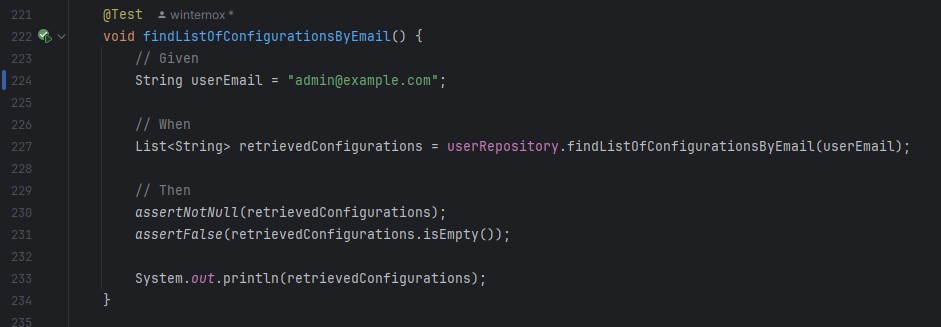 221 @Test winternox *
222 void findListOfConfigurationsByEmail() {
223 // Given
224 String userEmail = "admin@example.com";
225
226 // When
227 List<String> retrievedConfigurations = userRepository.findListOfConfigurationsByEmail(userEmail);
228
229 // Then
230 assertNotNull(retrievedConfigurations);
231 assertFalse(retrievedConfigurations.isEmpty());
232
233 System.out.println(retrievedConfigurations);
234 }
235